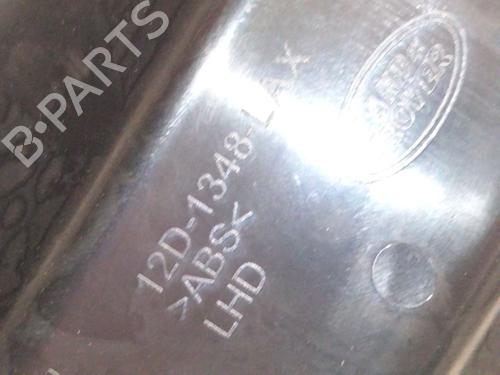 B-PARTS
LAND
ROVER
12D-1348-LAX
>ABS<
LHD